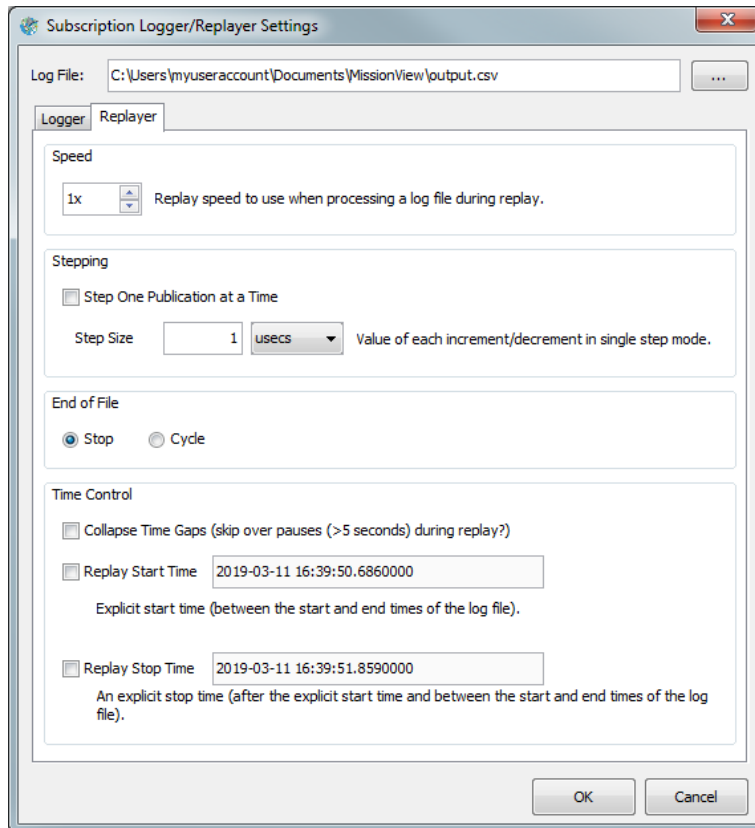 Subscription Logger/Replayer Settings
Log File: C:\Users\myuseraccount\Documents\MissionView\output.csv ...
Logger Replayer
Speed
1x Replay speed to use when processing a log file during replay.
Stepping
Step One Publication at a Time
Step Size 1 usecs Value of each increment/decrement in single step mode.
End of File
Stop Cycle
Time Control
Collapse Time Gaps (skip over pauses (>5 seconds) during replay?)
Replay Start Time 2019-03-11 16:39:50.6860000
Explicit start time (between the start and end times of the log file).
Replay Stop Time 2019-03-11 16:39:51.8590000
An explicit stop time (after the explicit start time and between the start and end times of the log
file).
OK Cancel